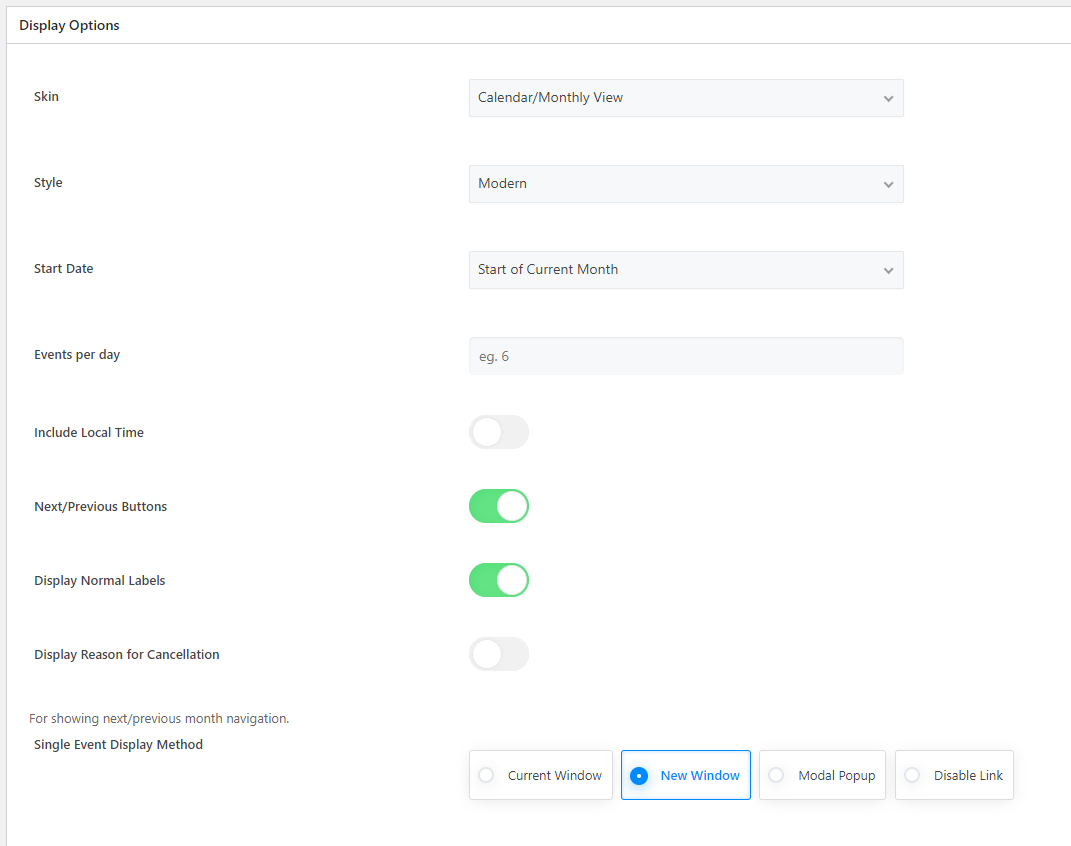 Display Options
Skin
Calendar/Monthly View
Style
Modern
Start Date
Start of Current Month
Events per day
eg. 6
Include Local Time
Next/Previous Buttons
Display Normal Labels
Display Reason for Cancellation
For showing next/previous month navigation.
Single Event Display Method
Current Window
New Window
Modal Popup
Disable Link